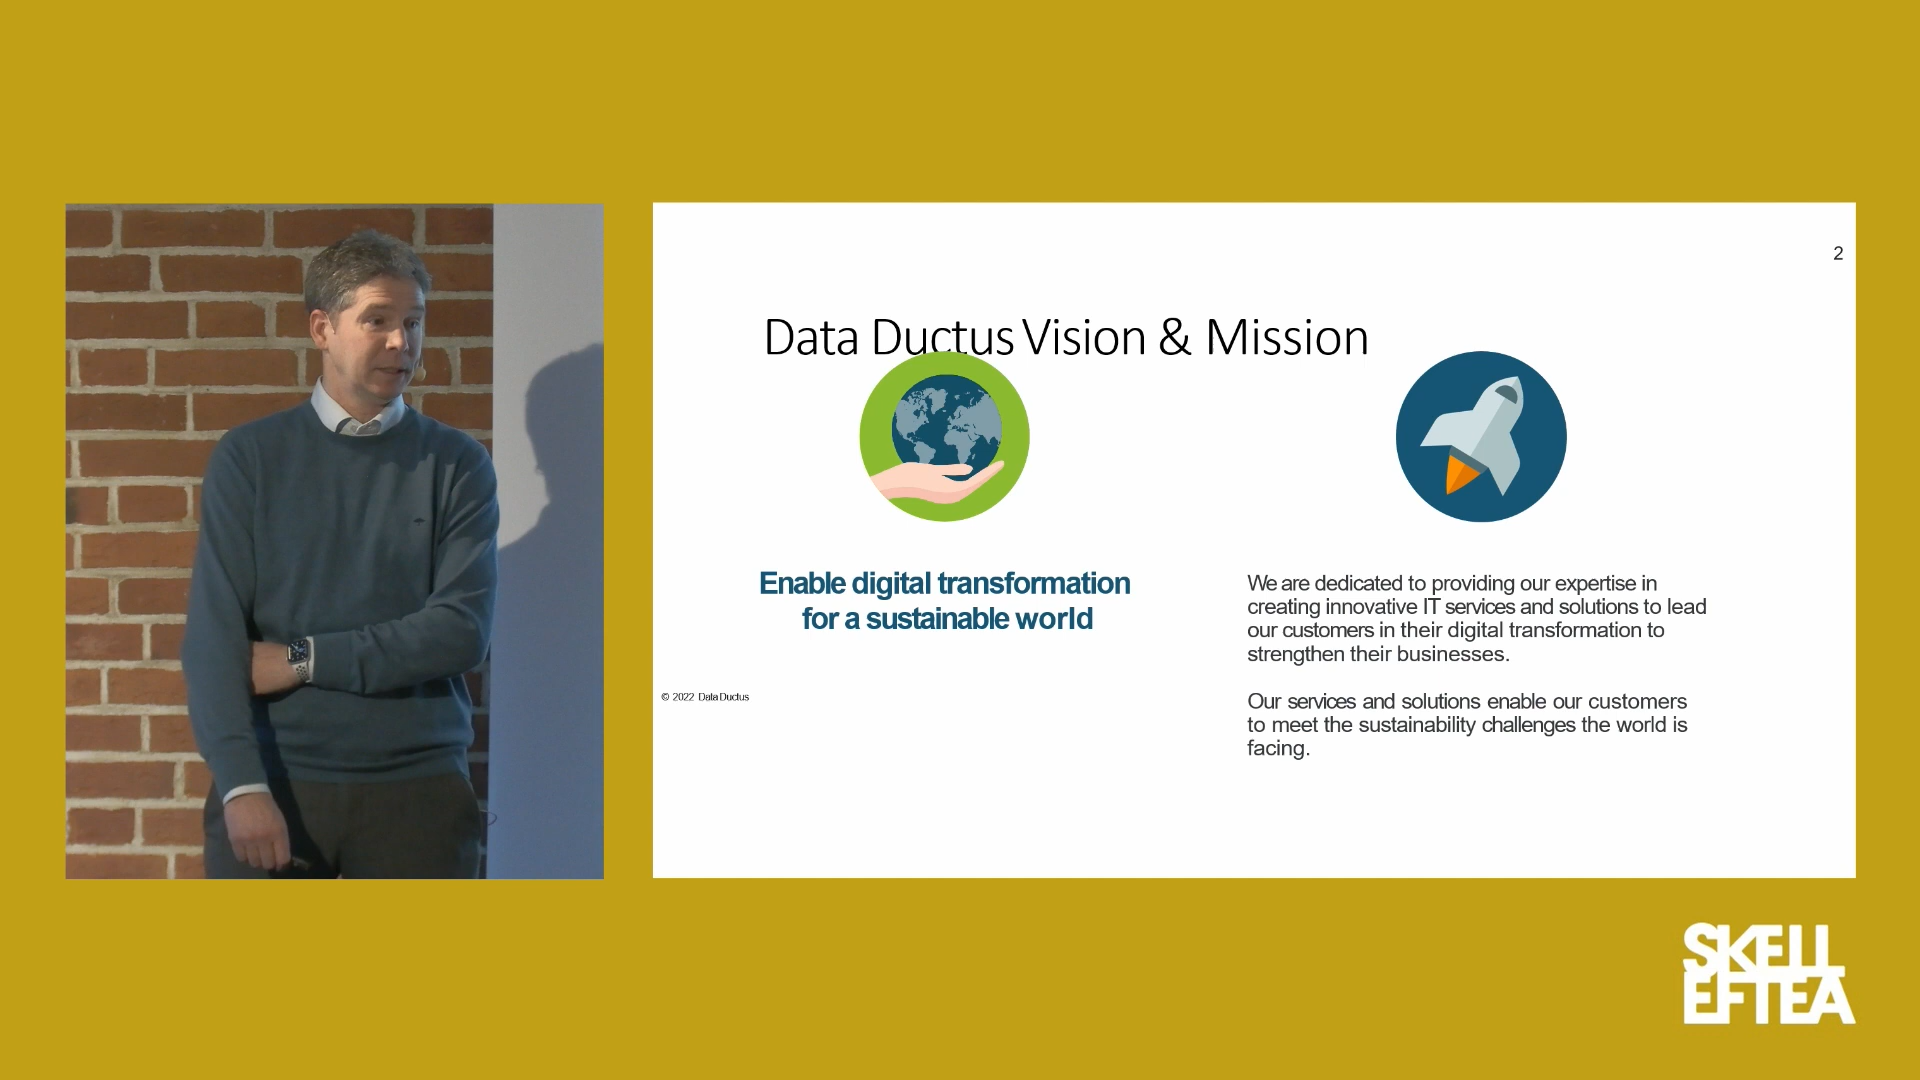 2
Data Ductus Vision & Mission
Enable digital transformation
for a sustainable world
We are dedicated to providing our expertise in
creating innovative IT services and solutions to lead
our customers in their digital transformation to
strengthen their businesses.
Our services and solutions enable our customers
to meet the sustainability challenges the world is
facing.
© 2022 Data Ductus
SKELL
EFTEA